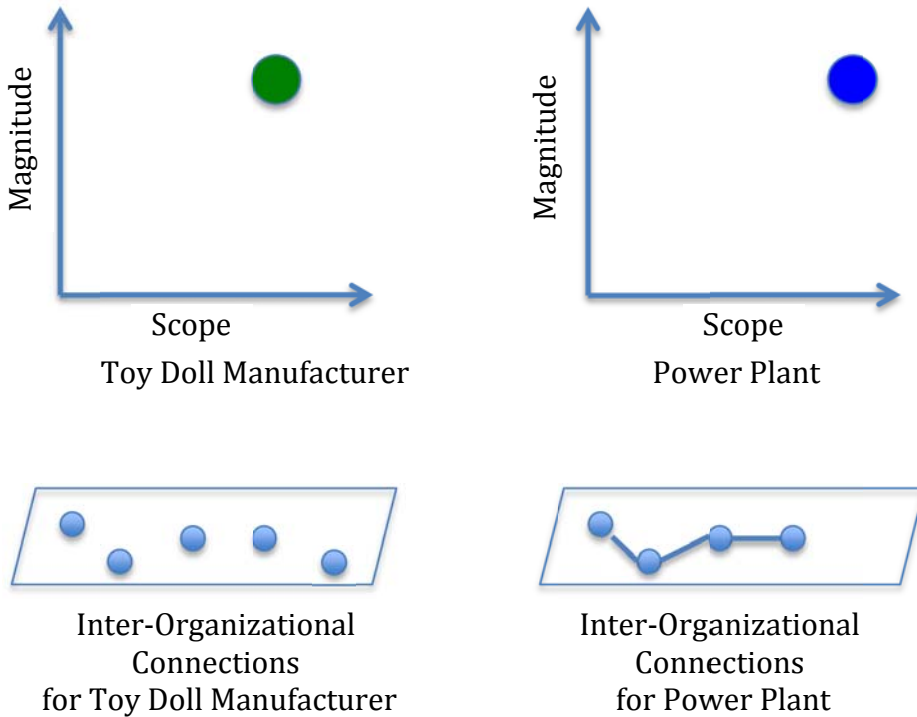 Magnitude
Scope
Toy Doll Manufacturer
Magnitude
Scope
Power Plant
Inter-Organizational
Connections
for Toy Doll Manufacturer
Inter-Organizational
Connections
for Power Plant